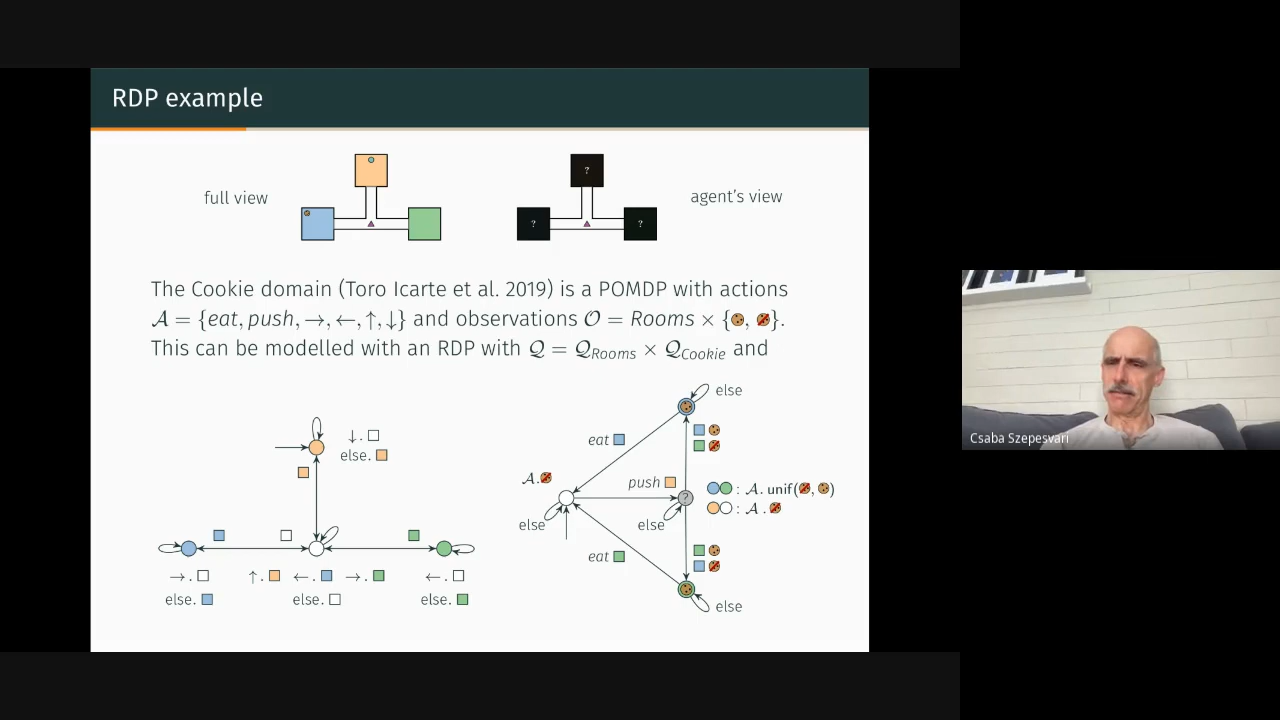 RDP example
full view
?
agent's view
?
?
The Cookie domain (Toro Icarte et al. 2019) is a POMDP with actions
𝒜 = {eat, push, →, ←, ↑, ↓} and observations 𝒪 = Rooms × {🍪, 🍪}.
This can be modelled with an RDP with 𝒬 = 𝒬Rooms × 𝒬Cookie and
else
↓.
else.
eat
Csaba Szepesvari
𝒜.
push
?
: 𝒜. unif( , )
: 𝒜.
else
else
eat
→.
↑.
←.
→.
←.
else.
else.
else.
else